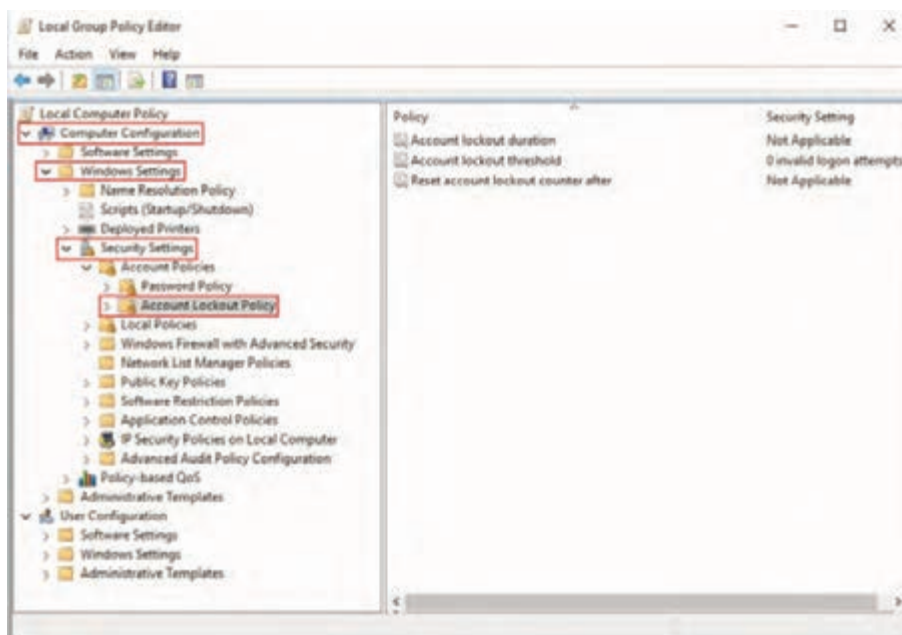 Local Group Policy Editor
File Action View Help
Local Computer Policy
Computer Configuration
Software Settings
Windows Settings
Name Resolution Policy
Scripts (Startup/Shutdown)
Deployed Printers
Security Settings
Account Policies
Password Policy
Account Lockout Policy
Local Policies
Windows Firewall with Advanced Security
Network List Manager Policies
Public Key Policies
Software Restriction Policies
Application Control Policies
IP Security Policies on Local Computer
Advanced Audit Policy Configuration
Policy-based QoS
Administrative Templates
User Configuration
Software Settings
Windows Settings
Administrative Templates
Policy Security Setting
Account lockout duration Not Applicable
Account lockout threshold 0 invalid logon attempts
Reset account lockout counter after Not Applicable